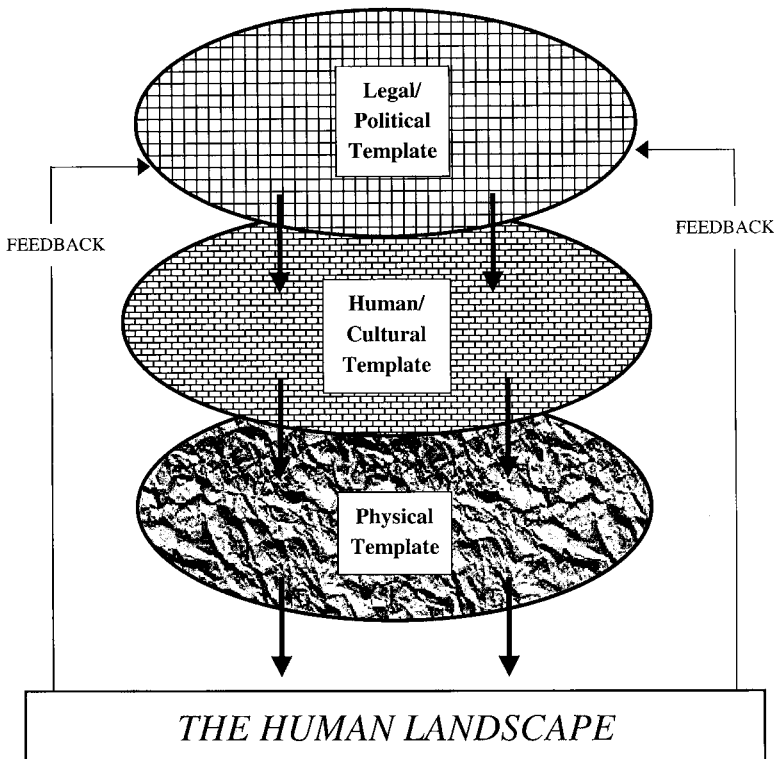 Legal/
Political
Template
FEEDBACK
FEEDBACK
Human/
Cultural
Template
Physical
Template
THE HUMAN LANDSCAPE